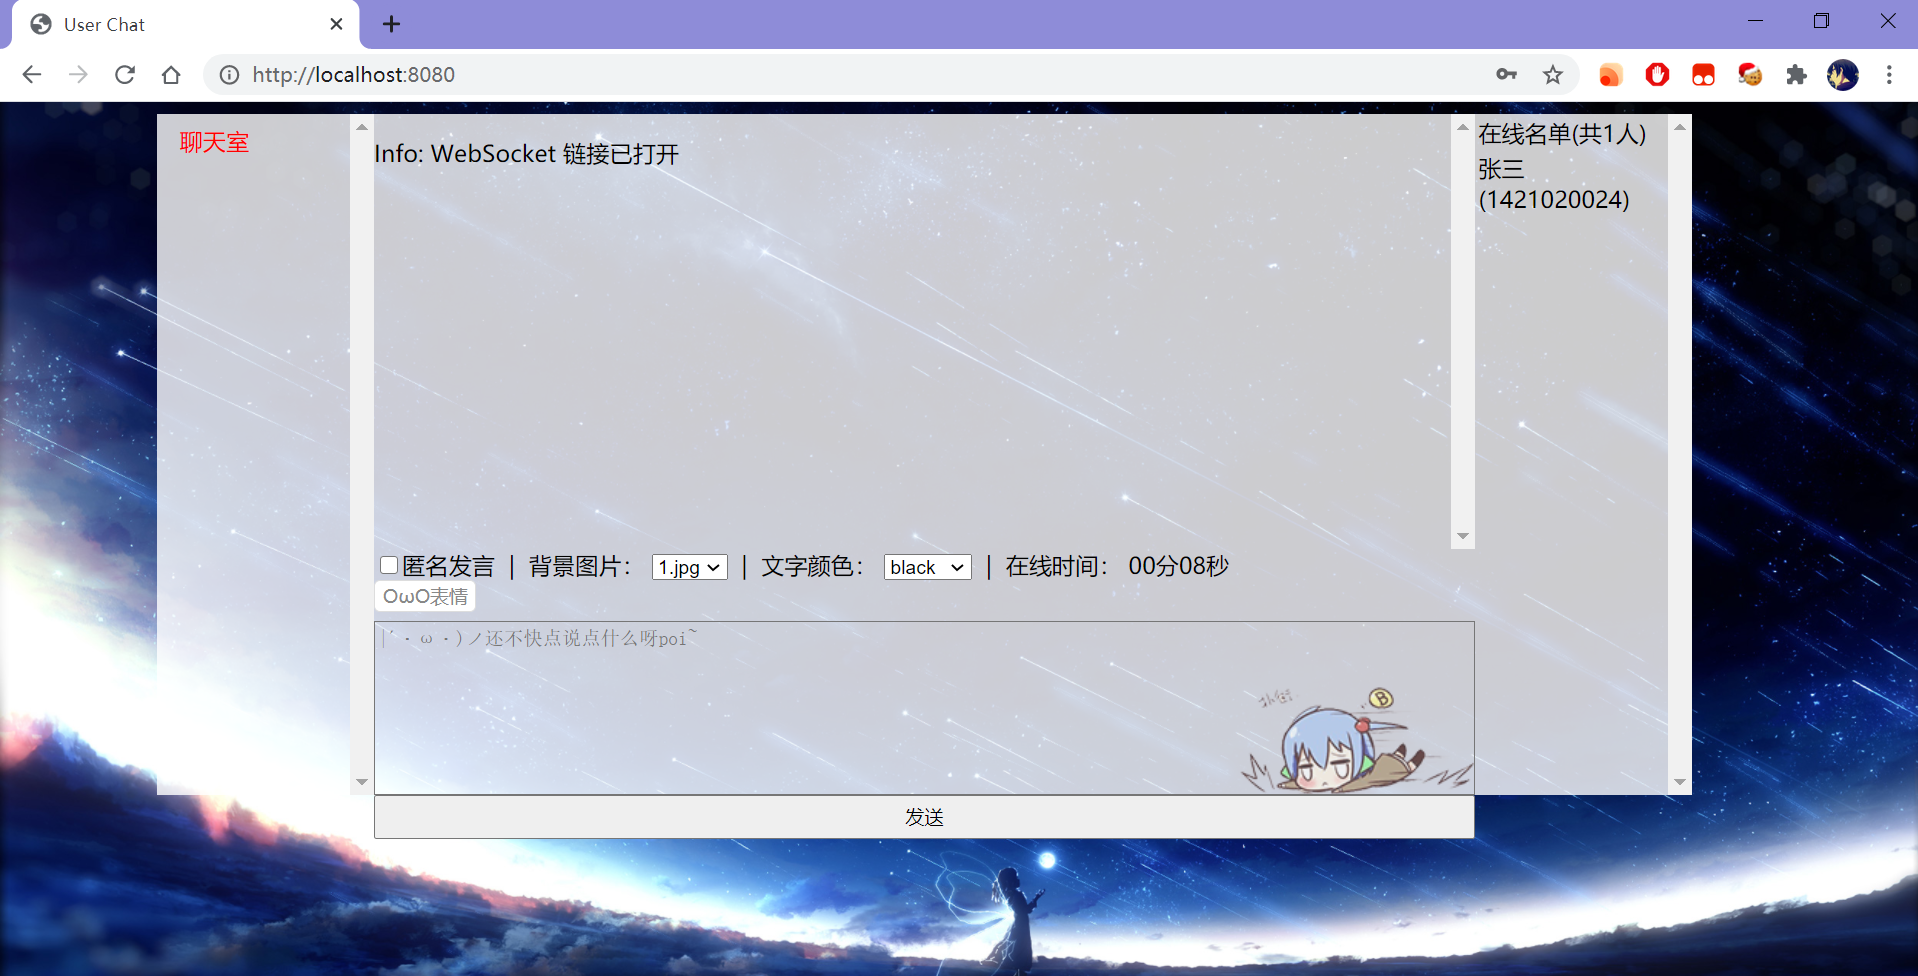 User Chat
http://localhost:8080
聊天室
Info: WebSocket 链接已打开
在线名单(共1人)
张三
(1421020024)
匿名发言 | 背景图片： 1.jpg | 文字颜色： black | 在线时间： 00分08秒
OωO表情
|´・ω・)ノ还不快点说点什么呀poi~
B
发送